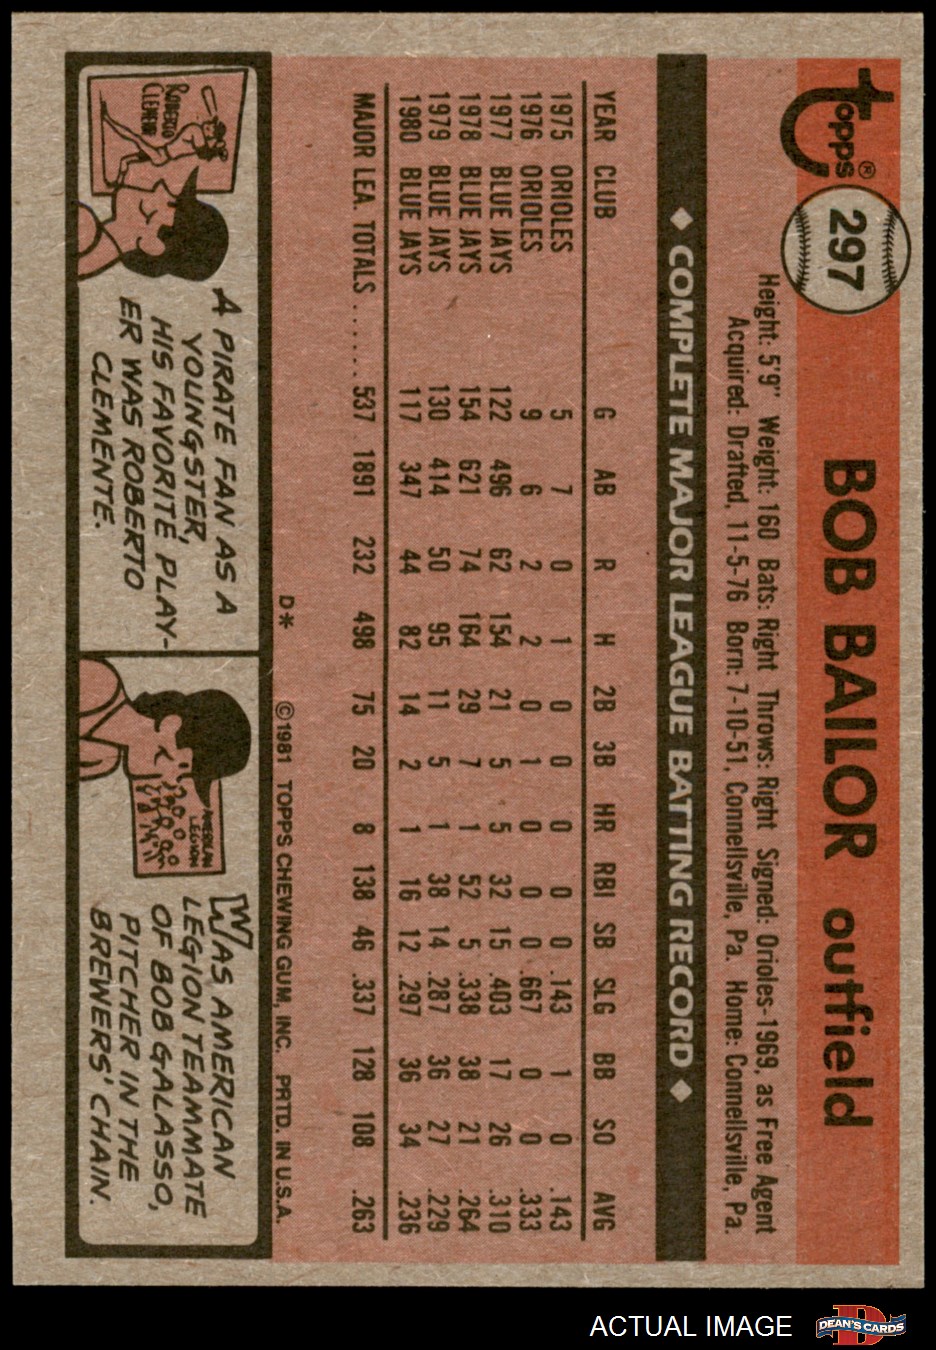 Topps®
297
BOB BAILOR outfield
Height: 5'9" Weight: 160 Bats: Right Throws: Right Signed: Orioles-1969, as Free Agent
Acquired: Drafted, 11-5-76 Born: 7-10-51, Connellsville, Pa. Home: Connellsville, Pa.
◆ COMPLETE MAJOR LEAGUE BATTING RECORD ◆
YEAR CLUB G AB R H 2B 3B HR RBI SB SLG BB SO AVG
1975 ORIOLES 5 7 0 1 0 0 0 0 0 .143 1 0 .143
1976 ORIOLES 9 6 2 2 0 1 0 0 0 .667 0 0 .333
1977 BLUE JAYS 122 496 62 154 21 5 5 32 15 .403 17 26 .310
1978 BLUE JAYS 154 621 74 164 29 7 1 52 5 .338 38 21 .264
1979 BLUE JAYS 130 414 50 95 11 5 1 38 14 .287 36 27 .229
1980 BLUE JAYS 117 347 44 82 14 2 1 16 12 .297 36 34 .236
MAJOR LEA. TOTALS ...... 537 1891 232 498 75 20 8 138 46 .337 128 108 .263
D* ©1981 TOPPS CHEWING GUM, INC. PRTD. IN U.S.A.
ROBERTO
CLEMENTE
A PIRATE FAN AS A
YOUNGSTER,
HIS FAVORITE PLAY-
ER WAS ROBERTO
CLEMENTE.
AMERICAN
LEGION
WAS AMERICAN
LEGION TEAMMATE
OF BOB GALASSO,
PITCHER IN THE
BREWERS' CHAIN.
ACTUAL IMAGE
DEAN'S CARDS